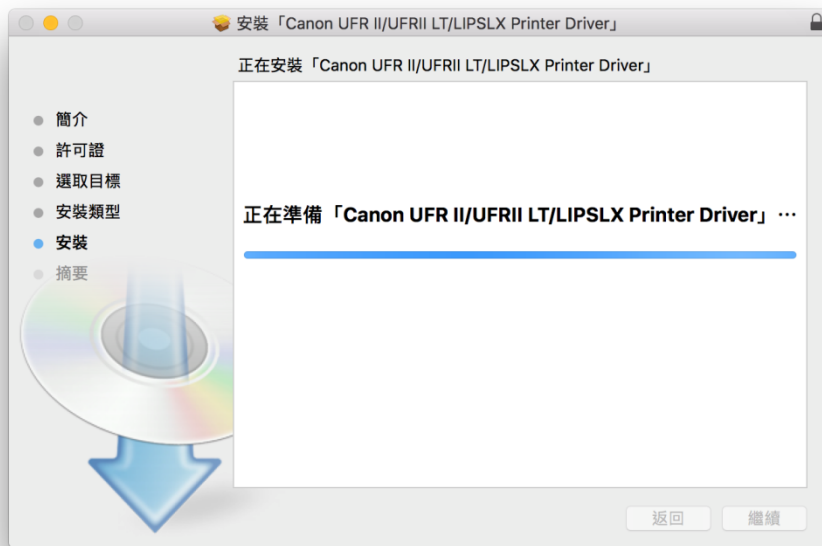 安裝「Canon UFR II/UFRII LT/LIPSLX Printer Driver」
正在安裝「Canon UFR II/UFRII LT/LIPSLX Printer Driver」
簡介
許可證
選取目標
安裝類型
安裝
摘要
正在準備「Canon UFR II/UFRII LT/LIPSLX Printer Driver」⋯
返回
繼續